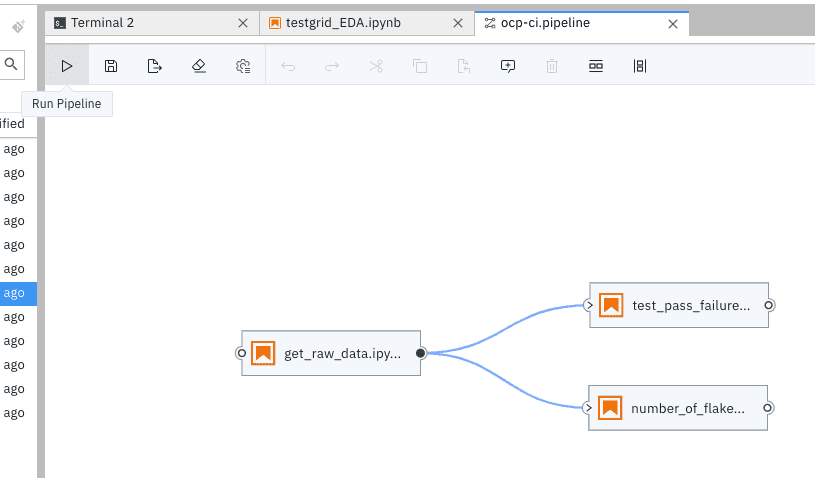 Terminal 2
testgrid_EDA.ipynb
ocp-ci.pipeline
Run Pipeline
ified
ago
ago
ago
ago
ago
ago
ago
ago
ago
ago
ago
ago
get_raw_data.ipy...
test_pass_failure...
number_of_flake...